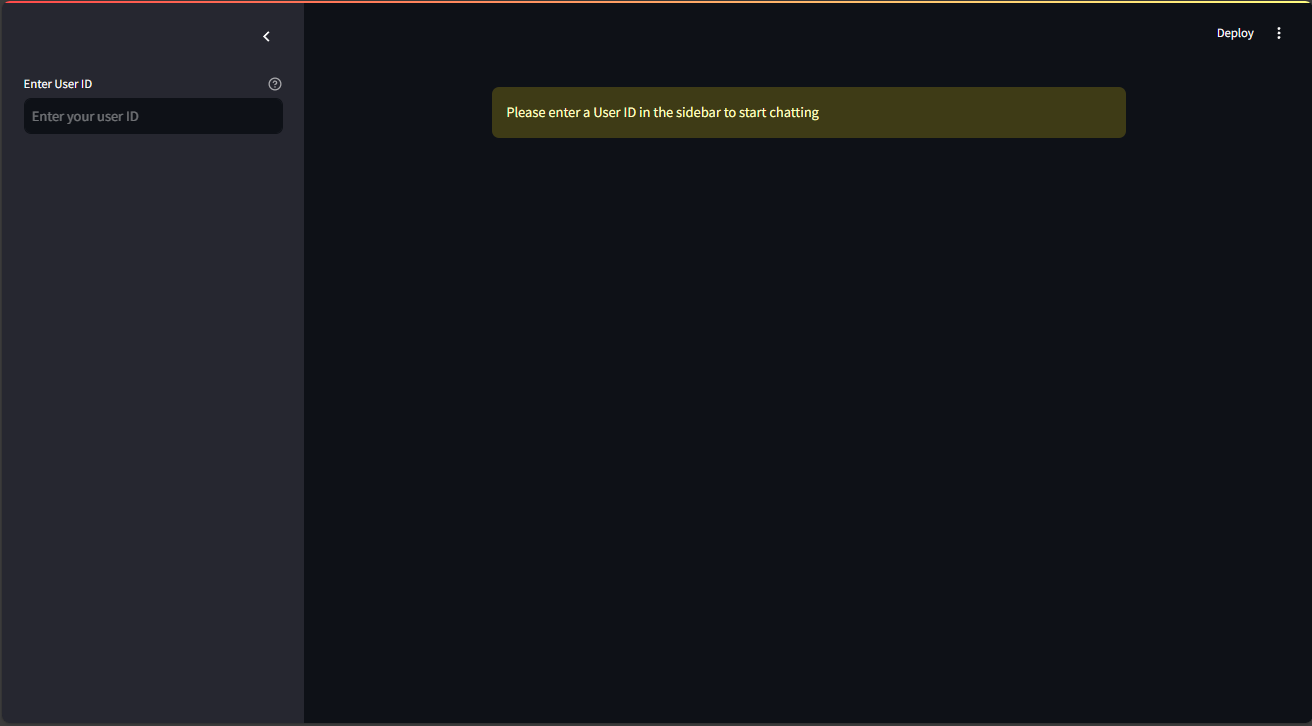 Deploy
Enter User ID
Enter your user ID
Please enter a User ID in the sidebar to start chatting